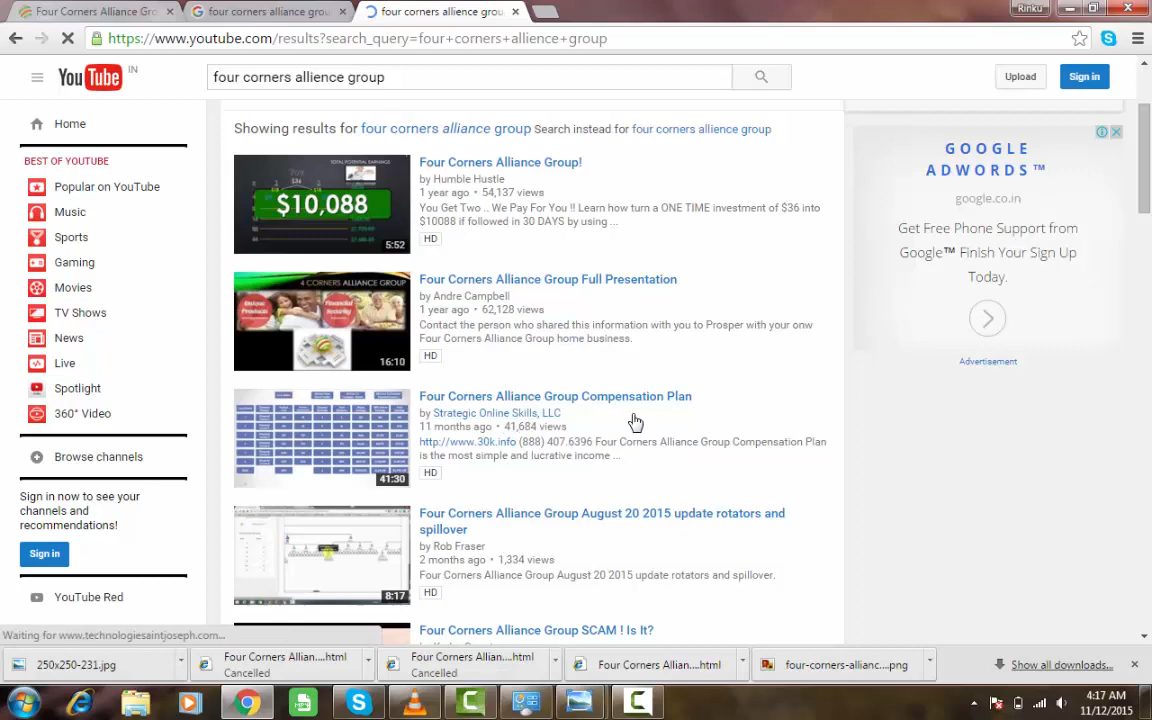 Four Corners Alliance Gro
four corners alliance grou
four corners allience grou
Rinku
https://www.youtube.com/results?search_query=four+corners+allience+group
YouTube IN
four corners allience group
Upload
Sign in
Home
BEST OF YOUTUBE
Popular on YouTube
Music
Sports
Gaming
Movies
TV Shows
News
Live
Spotlight
360° Video
Browse channels
Sign in now to see your
channels and
recommendations!
Sign in
YouTube Red
Showing results for four corners alliance group Search instead for four corners allience group
$10,088
5:52
Four Corners Alliance Group!
by Humble Hustle
1 year ago • 54,137 views
You Get Two .. We Pay For You !! Learn how turn a ONE TIME investment of $36 into
$10088 if followed in 30 DAYS by using ...
HD
4 CORNERS ALLIANCE GROUP
16:10
Four Corners Alliance Group Full Presentation
by Andre Campbell
1 year ago • 62,128 views
Contact the person who shared this information with you to Prosper with your onw
Four Corners Alliance Group home business.
HD
41:30
Four Corners Alliance Group Compensation Plan
by Strategic Online Skills, LLC
11 months ago • 41,684 views
http://www.30k.info (888) 407.6396 Four Corners Alliance Group Compensation Plan
is the most simple and lucrative income ...
HD
8:17
Four Corners Alliance Group August 20 2015 update rotators and
spillover
by Rob Fraser
2 months ago • 1,334 views
Four Corners Alliance Group August 20 2015 update rotators and spillover.
HD
Four Corners Alliance Group SCAM ! Is It?
GOOGLE
ADWORDS™
google.co.in
Get Free Phone Support from
Google™ Finish Your Sign Up
Today.
Advertisement
Waiting for www.technologiesaintjoseph.com...
250x250-231.jpg
Four Corners Allian....html
Cancelled
Four Corners Allian....html
Cancelled
Four Corners Allian....html
four-corners-allianc....png
Show all downloads...
4:17 AM
11/12/2015